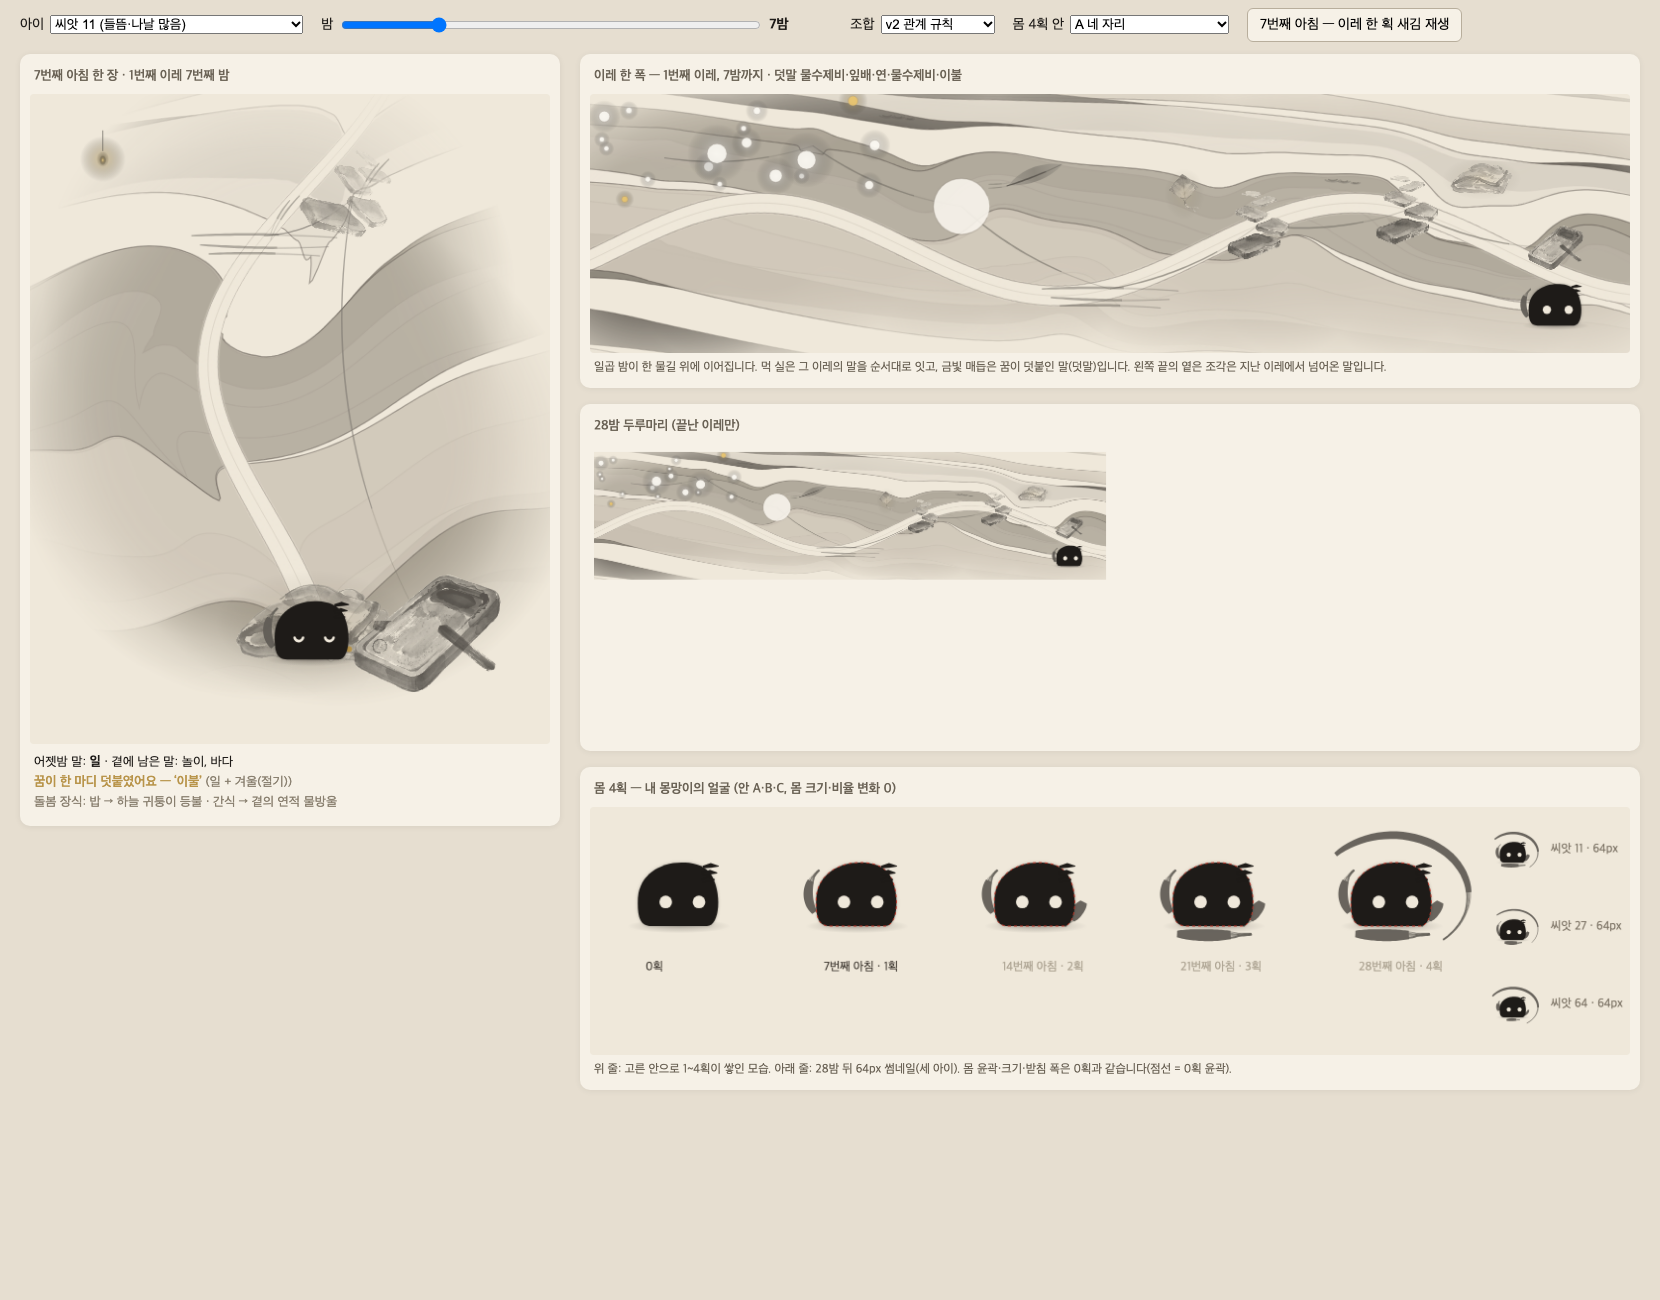 아이 씨앗 11 (들뜸·나날 많음) 밤 7밤 조합 v2 관계 규칙 몸 4획 안 A 네 자리 7번째 아침 — 이레 한 획 새김 재생
7번째 아침 한 장 · 1번째 이레 7번째 밤
어젯밤 말: 일 · 곁에 남은 말: 놀이, 바다
꿈이 한 마디 덧붙였어요 — ‘이불’ (일 + 겨울(절기))
돌봄 장식: 밥 → 하늘 귀퉁이 등불 · 간식 → 곁의 연적 물방울
이레 한 폭 — 1번째 이레, 7밤까지 · 덧말 물수제비·잎배·연·물수제비·이불
일곱 밤이 한 물길 위에 이어집니다. 먹 실은 그 이레의 말을 순서대로 잇고, 금빛 매듭은 꿈이 덧붙인 말(덧말)입니다. 왼쪽 끝의 옅은 조각은 지난 이레에서 넘어온 말입니다.
28밤 두루마리 (끝난 이레만)
몸 4획 — 내 몽망이의 얼굴 (안 A·B·C, 몸 크기·비율 변화 0)
씨앗 11 · 64px
씨앗 27 · 64px
0획 7번째 아침 · 1획 14번째 아침 · 2획 21번째 아침 · 3획 28번째 아침 · 4획
씨앗 64 · 64px
위 줄: 고른 안으로 1~4획이 쌓인 모습. 아래 줄: 28밤 뒤 64px 썸네일(세 아이). 몸 윤곽·크기·받침 폭은 0획과 같습니다(점선 = 0획 윤곽).